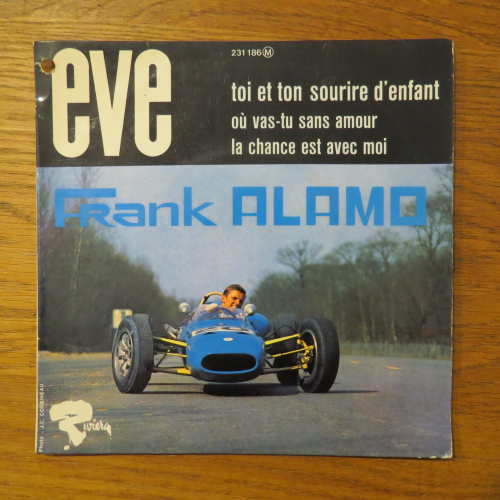 eve
231 186 M
toi et ton sourire d'enfant
où vas-tu sans amour
la chance est avec moi
Frank ALAMO
Riviera